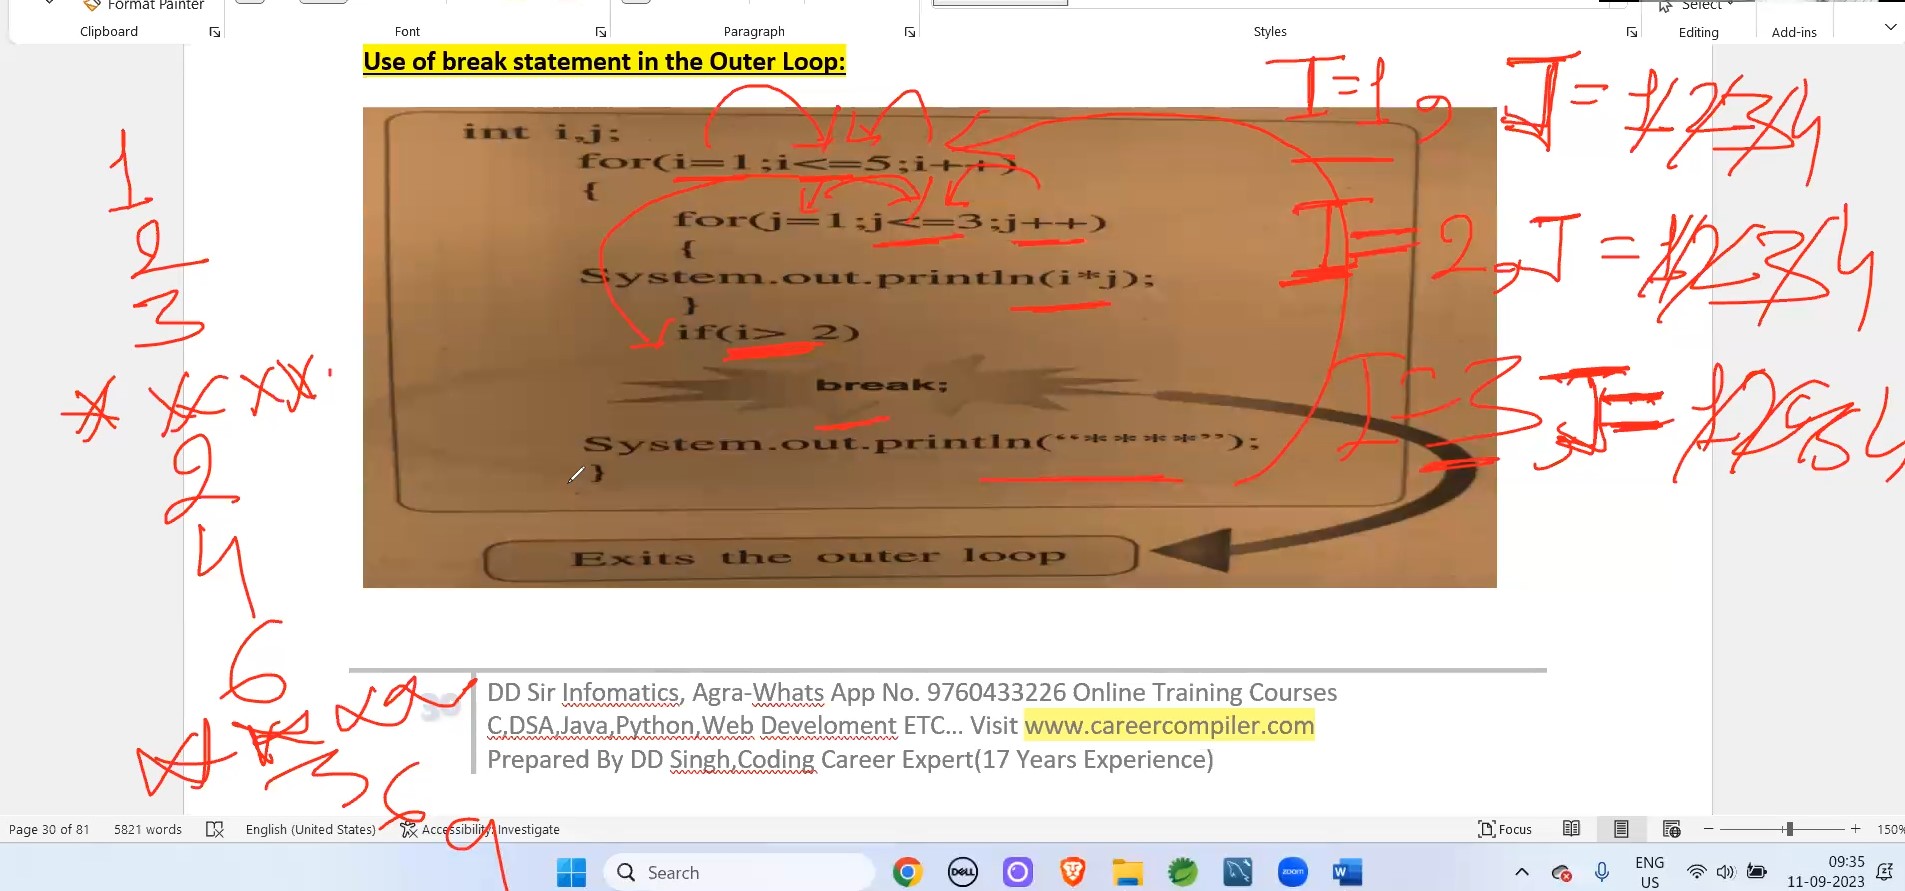 Format Painter
Select
Clipboard
Font
Paragraph
Styles
Editing
Add-ins
Use of break statement in the Outer Loop:
int i,j;
for(i=1;i<=5;i++)
{
for(j=1;j<=3;j++)
{
System.out.println(i*j);
}
if(i> 2)
break;
System.out.println("****");
}
Exits the outer loop
I=1, J=1234
I=2,J=1234
I=3,J=1234
1
2
3
****
2
4
6
****
3 6 9
30
DD Sir Infomatics, Agra-Whats App No. 9760433226 Online Training Courses
C,DSA,Java,Python,Web Develoment ETC... Visit www.careercompiler.com
Prepared By DD Singh,Coding Career Expert(17 Years Experience)
Page 30 of 81
5821 words
English (United States)
Accessibility: Investigate
Focus
150%
Search
DELL
zoom
ENG
US
09:35
11-09-2023